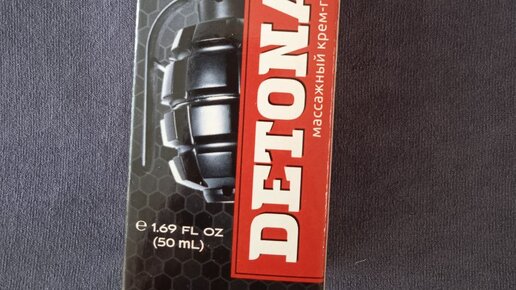 DETONA
массажный крем-г
℮ 1.69 FL OZ
(50 mL)